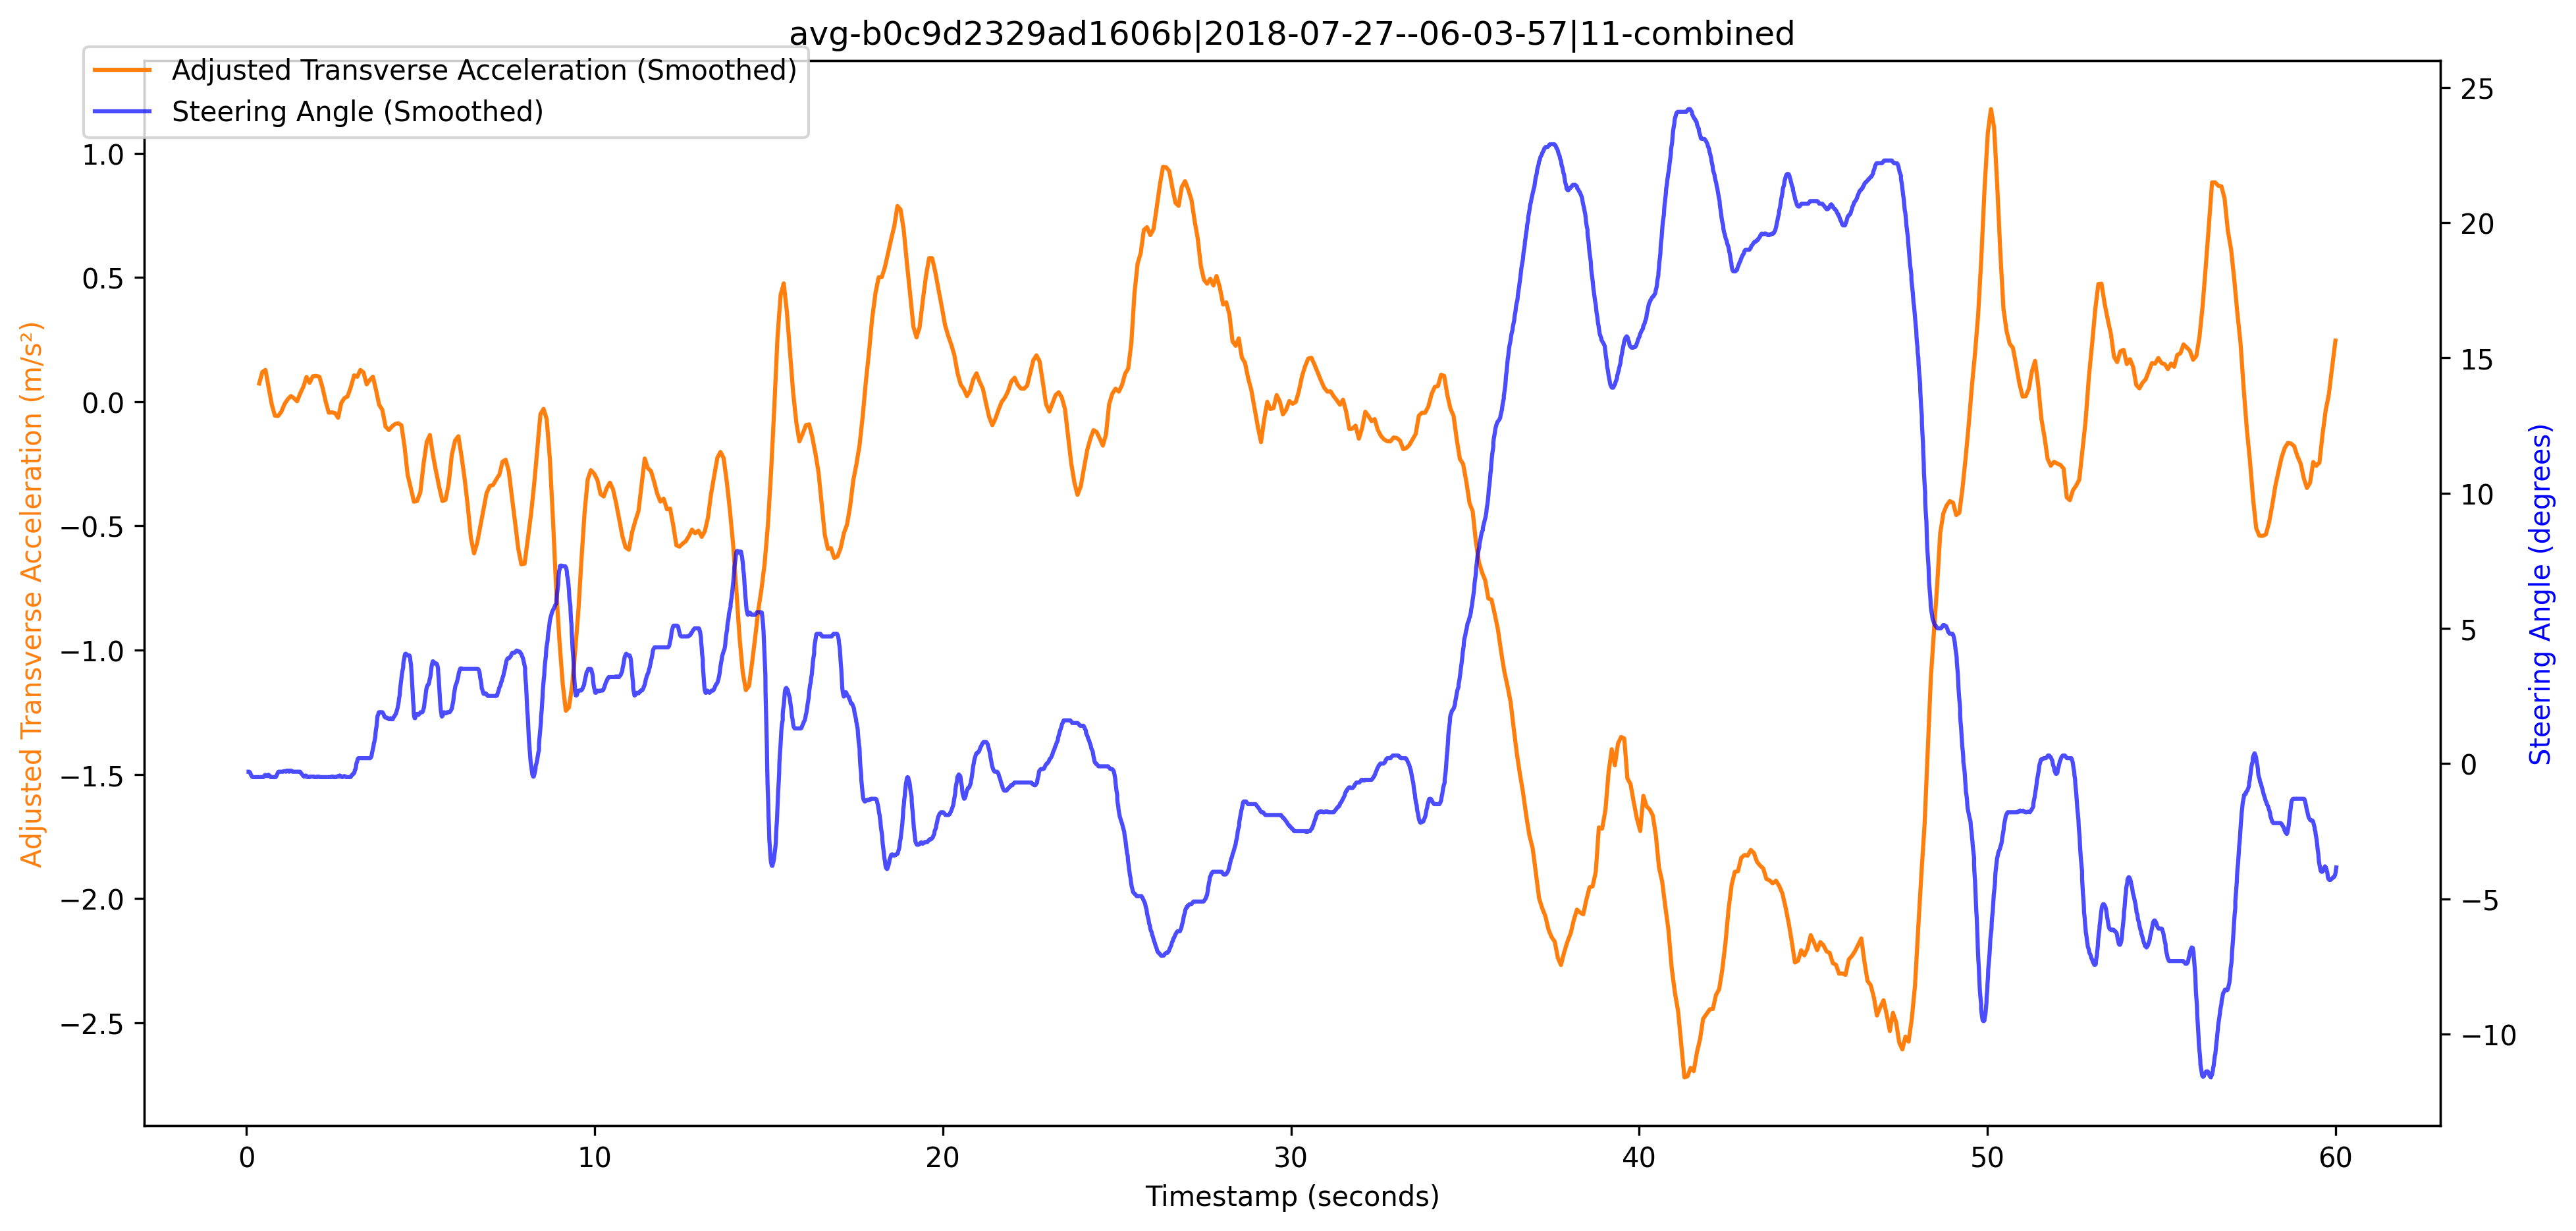 avg-b0c9d2329ad1606b|2018-07-27--06-03-57|11-combined
Adjusted Transverse Acceleration (Smoothed)
Steering Angle (Smoothed)
Adjusted Transverse Acceleration (m/s²)
1.0
0.5
0.0
−0.5
−1.0
−1.5
−2.0
−2.5
25
20
15
10
5
0
−5
−10
Steering Angle (degrees)
0 10 20 30 40 50 60
Timestamp (seconds)